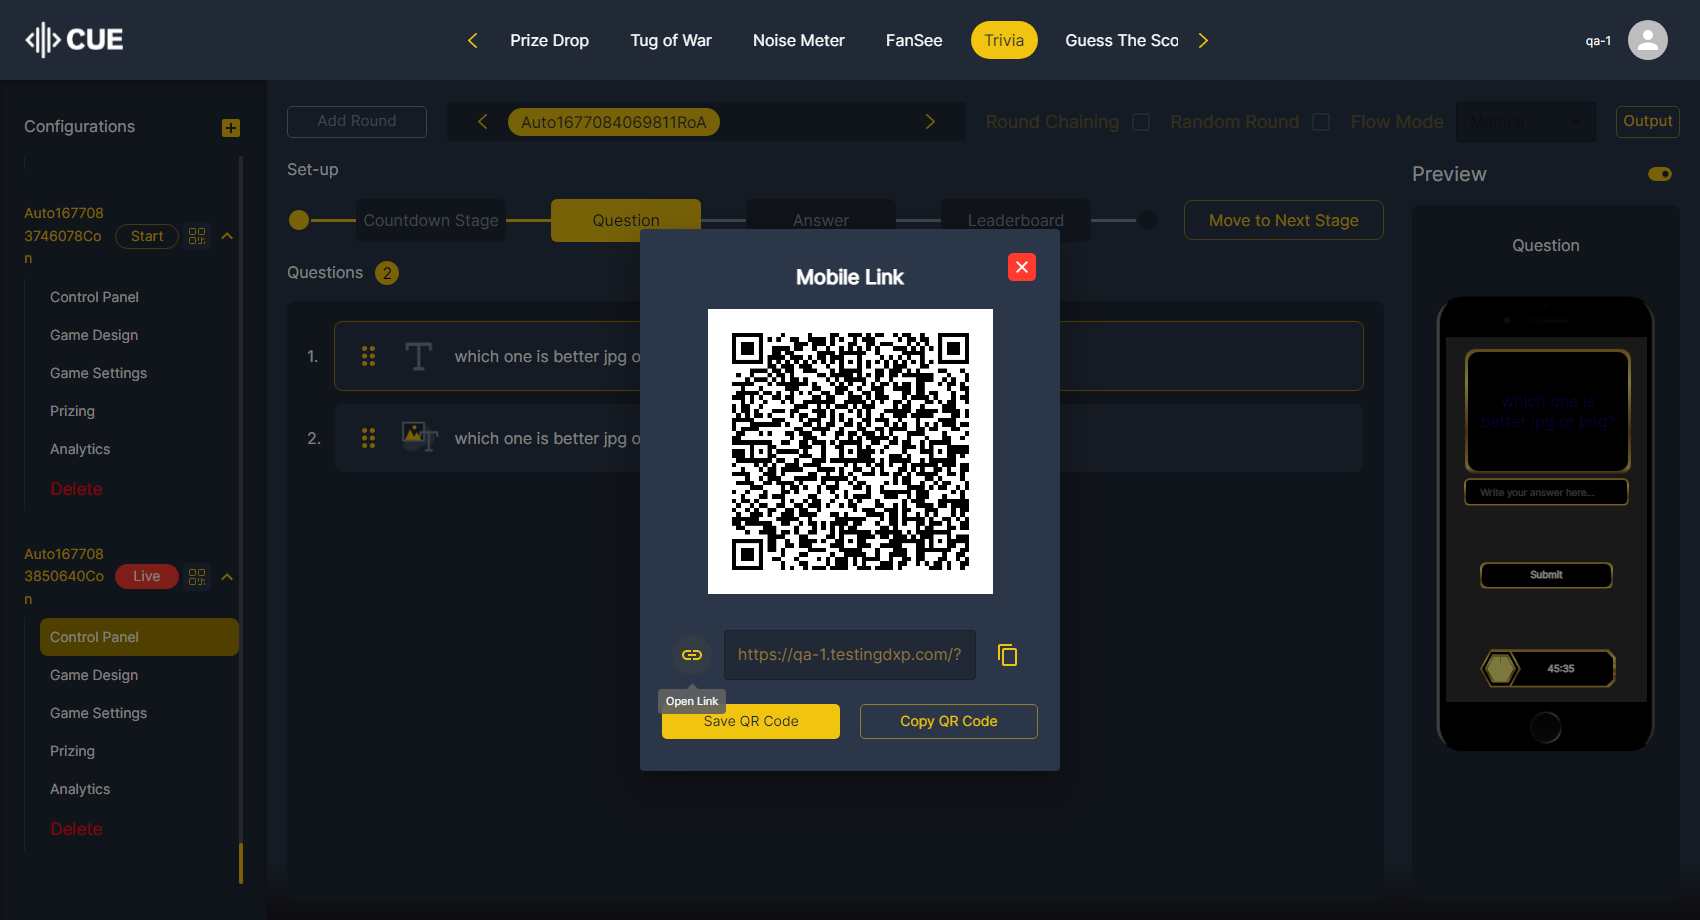 CUE
Prize Drop
Tug of War
Noise Meter
FanSee
Trivia
Guess The Sco
qa-1
Configurations
Add Round
Auto1677084069811RoA
Round Chaining
Random Round
Flow Mode
Manual
Output
Set-up
Preview
Auto167708
3746078Co
n
Start
Countdown Stage
Question
Answer
Leaderboard
Move to Next Stage
Question
Questions 2
Control Panel
Game Design
Game Settings
Prizing
Analytics
Delete
Auto167708
3850640Co
n
Live
Control Panel
Game Design
Game Settings
Prizing
Analytics
Delete
1. which one is better jpg o
2. which one is better jpg o
Mobile Link
https://qa-1.testingdxp.com/?
Open Link
Save QR Code
Copy QR Code
which one is
better jpg or png?
Write your answer here...
Submit
45:35